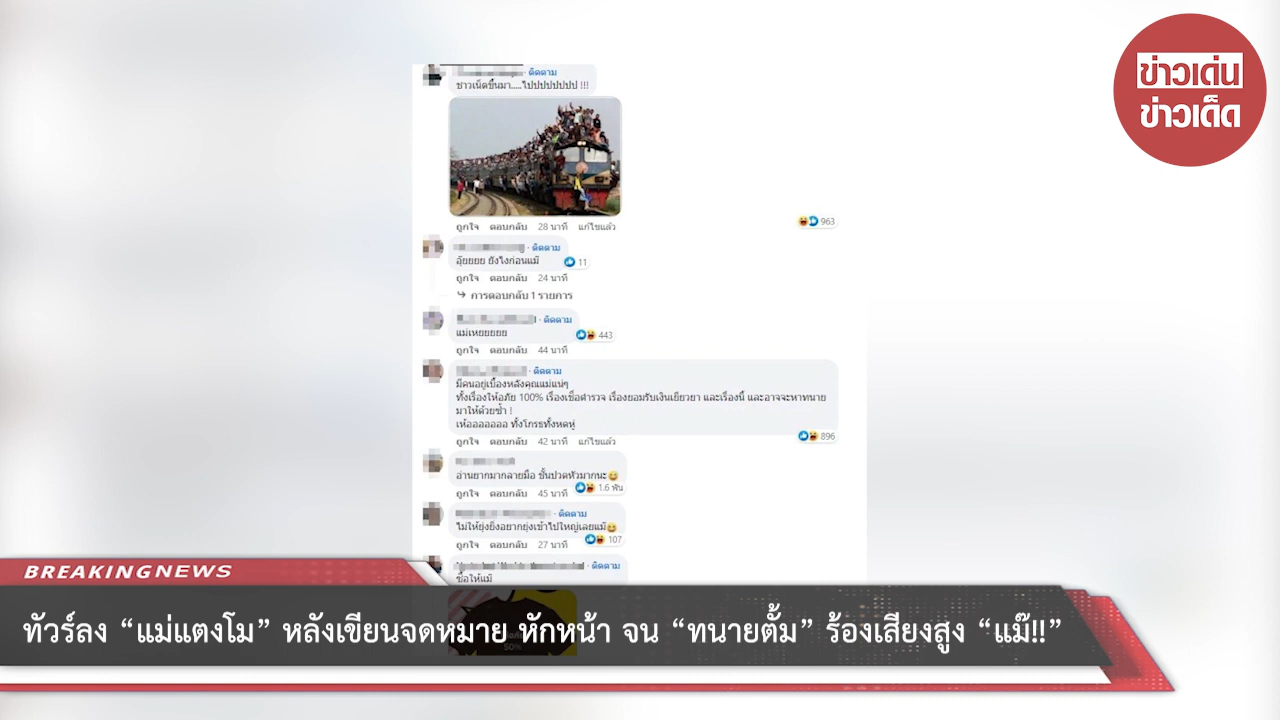 ข่าวเด่น
ข่าวเด็ด
ติดตาม
ชาวเน็ตขึ้นมา.....ไปปปปปปปป !!!
963
ถูกใจ ตอบกลับ 28 นาที แก้ไขแล้ว
ติดตาม
อุ้ยยยย ยังไงก่อนแม๊
11
ถูกใจ ตอบกลับ 24 นาที
การตอบกลับ 1 รายการ
ติดตาม
แม่เหยยยยย
443
ถูกใจ ตอบกลับ 44 นาที
ติดตาม
มีคนอยู่เบื้องหลังคุณแม่แน่ๆ
ทั้งเรื่องให้อภัย 100% เรื่องเชื่อตำรวจ เรื่องยอมรับเงินเยียวยา และเรื่องนี้ และอาจจะหาทนาย
มาให้ด้วยซ้ำ !
เห้อออออออ ทั้งโกรธทั้งหดหู่
896
ถูกใจ ตอบกลับ 42 นาที แก้ไขแล้ว
อ่านยากมากลายมือ ชั้นปวดหัวมากนะ😆
1.6 พัน
ถูกใจ ตอบกลับ 45 นาที
ติดตาม
ไม่ให้ยุ่งยิ่งอยากยุ่งเข้าไปใหญ่เลยแม๊😆
107
ถูกใจ ตอบกลับ 27 นาที
ติดตาม
ซื้อให้แม๊
50%
BREAKING NEWS
ทัวร์ลง “แม่แตงโม” หลังเขียนจดหมาย หักหน้า จน “ทนายตั้ม” ร้องเสียงสูง “แม๊!!”